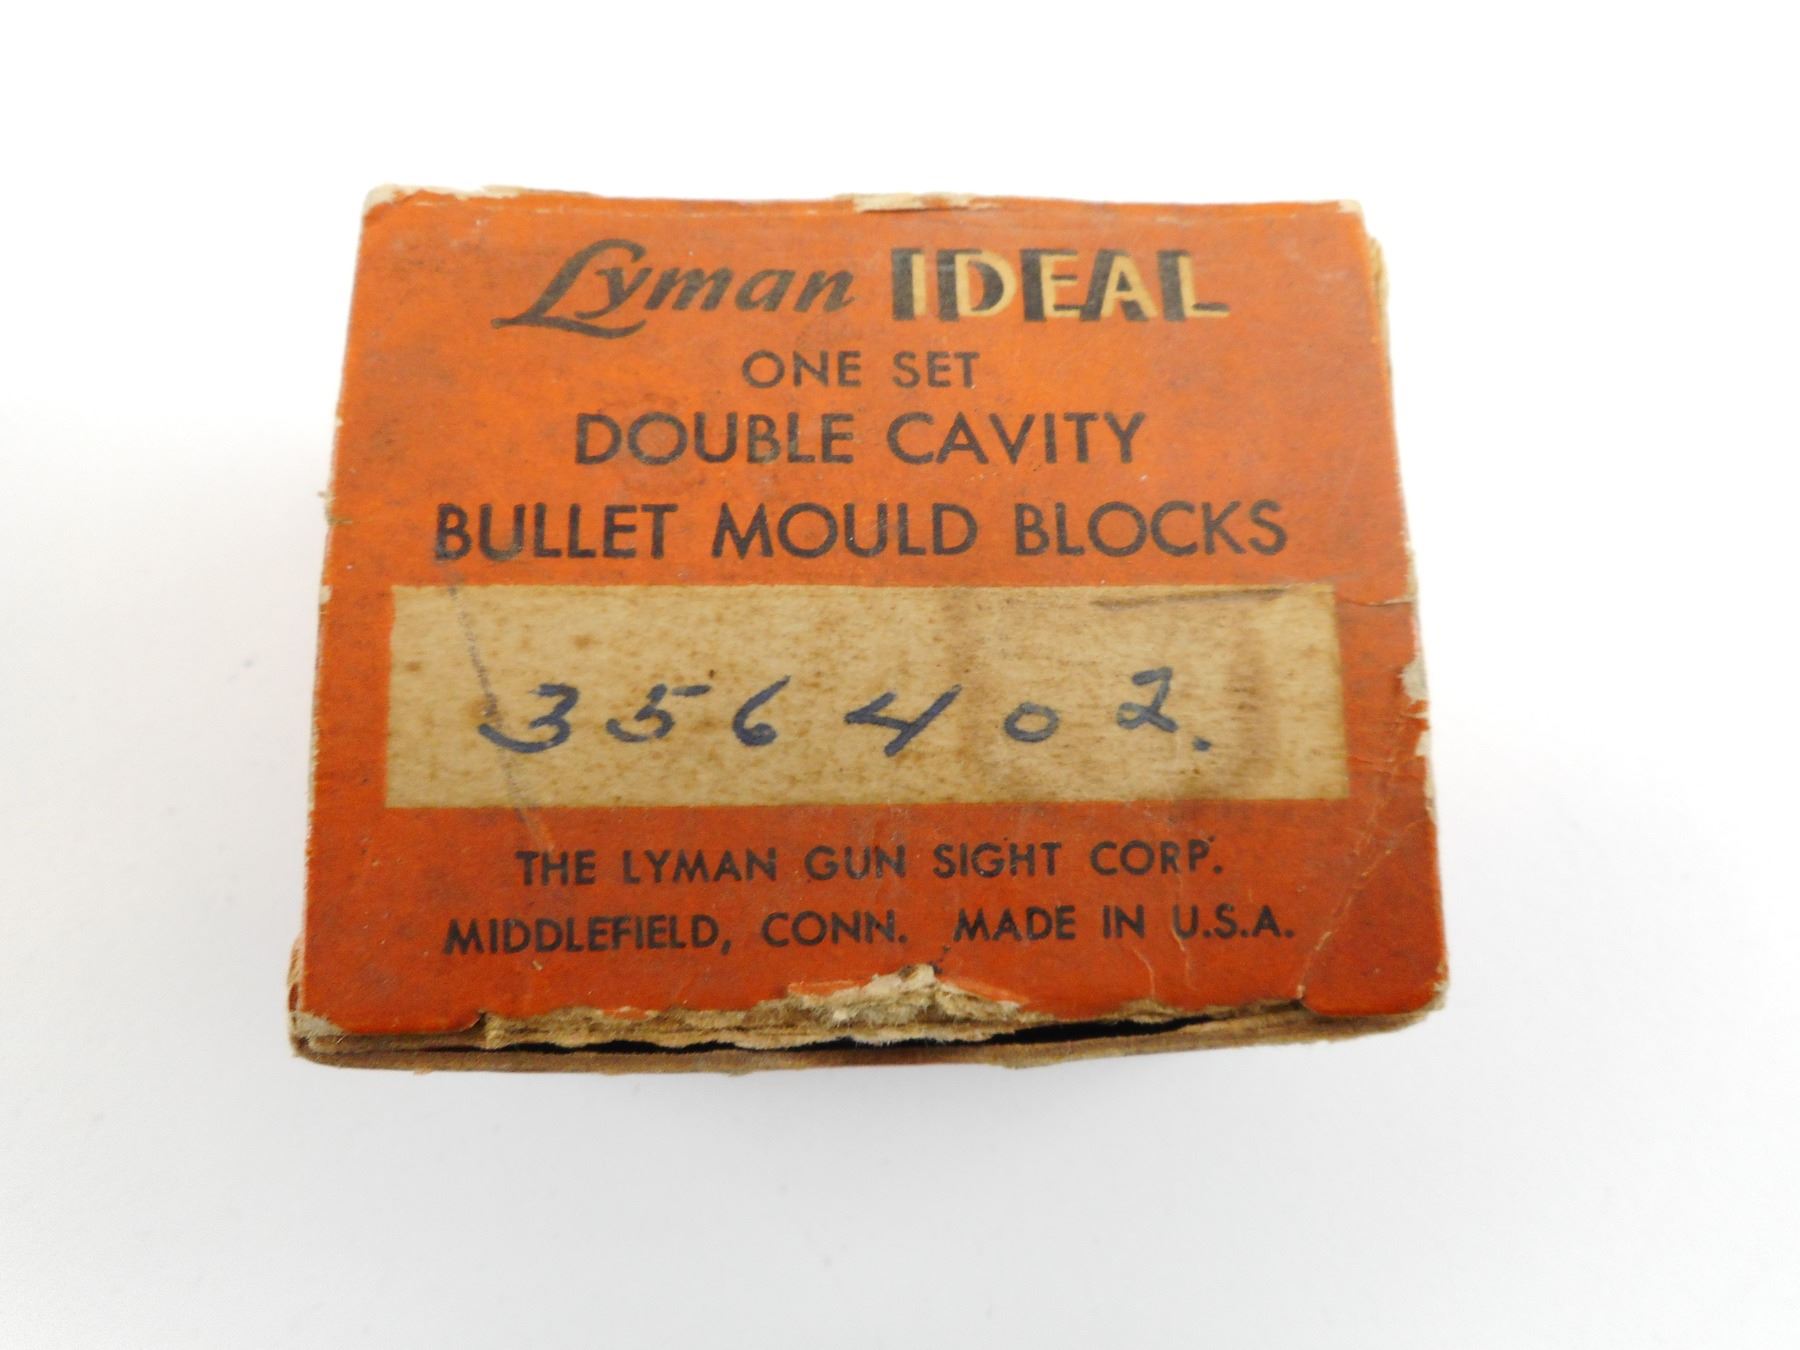 Lyman IDEAL
ONE SET
DOUBLE CAVITY
BULLET MOULD BLOCKS
356402.
THE LYMAN GUN SIGHT CORP.
MIDDLEFIELD, CONN. MADE IN U.S.A.